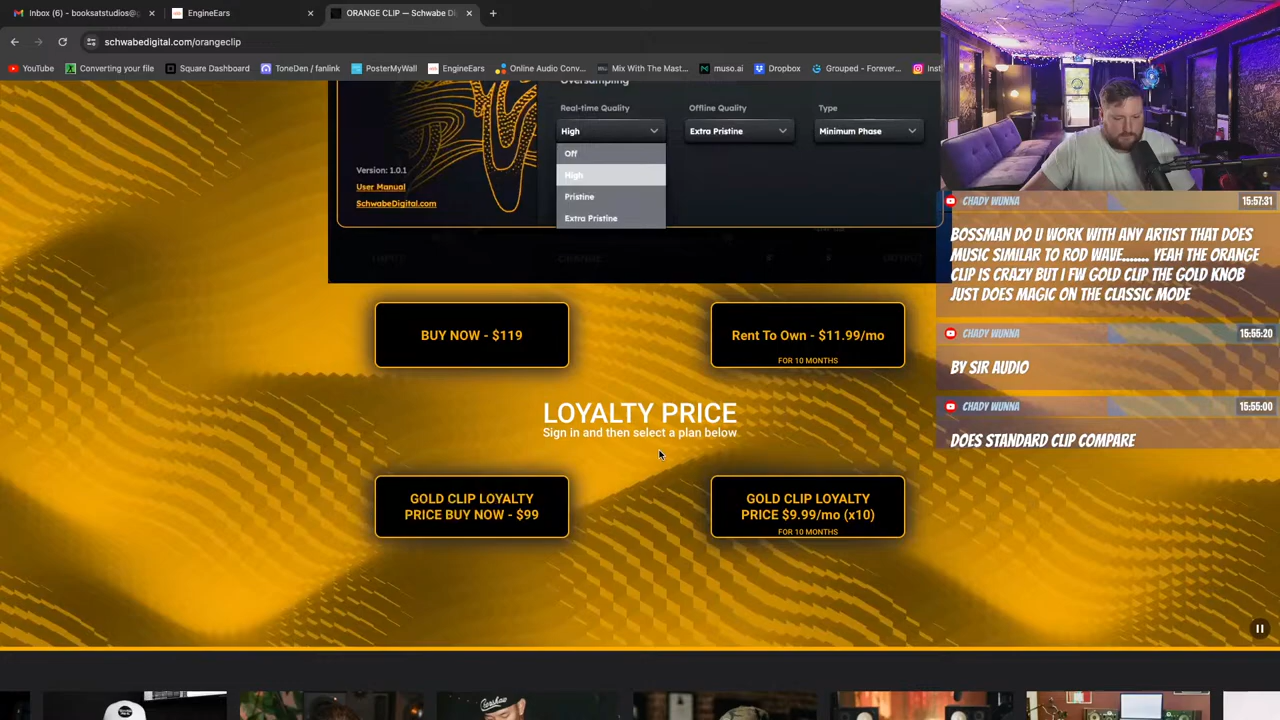 Inbox (6) - booksatstudios@g
EngineEars
ORANGE CLIP — Schwabe Di
schwabedigital.com/orangeclip
YouTube
Converting your file
Square Dashboard
ToneDen / fanlink
PosterMyWall
EngineEars
Online Audio Conv...
Mix With The Mast...
muso.ai
Dropbox
Grouped - Forever...
Inst
Oversampling
Real-time Quality
Offline Quality
Type
High
Extra Pristine
Minimum Phase
Off
High
Pristine
Extra Pristine
Version: 1.0.1
User Manual
SchwabeDigital.com
INPUT
OUTPUT
BUY NOW - $119
Rent To Own - $11.99/mo
FOR 10 MONTHS
LOYALTY PRICE
Sign in and then select a plan below
GOLD CLIP LOYALTY
PRICE BUY NOW - $99
GOLD CLIP LOYALTY
PRICE $9.99/mo (x10)
FOR 10 MONTHS
CHADY WUNNA
15:57:31
BOSSMAN DO U WORK WITH ANY ARTIST THAT DOES
MUSIC SIMILAR TO ROD WAVE....... YEAH THE ORANGE
CLIP IS CRAZY BUT I FW GOLD CLIP THE GOLD KNOB
JUST DOES MAGIC ON THE CLASSIC MODE
CHADY WUNNA
15:55:20
BY SIR AUDIO
CHADY WUNNA
15:55:00
DOES STANDARD CLIP COMPARE